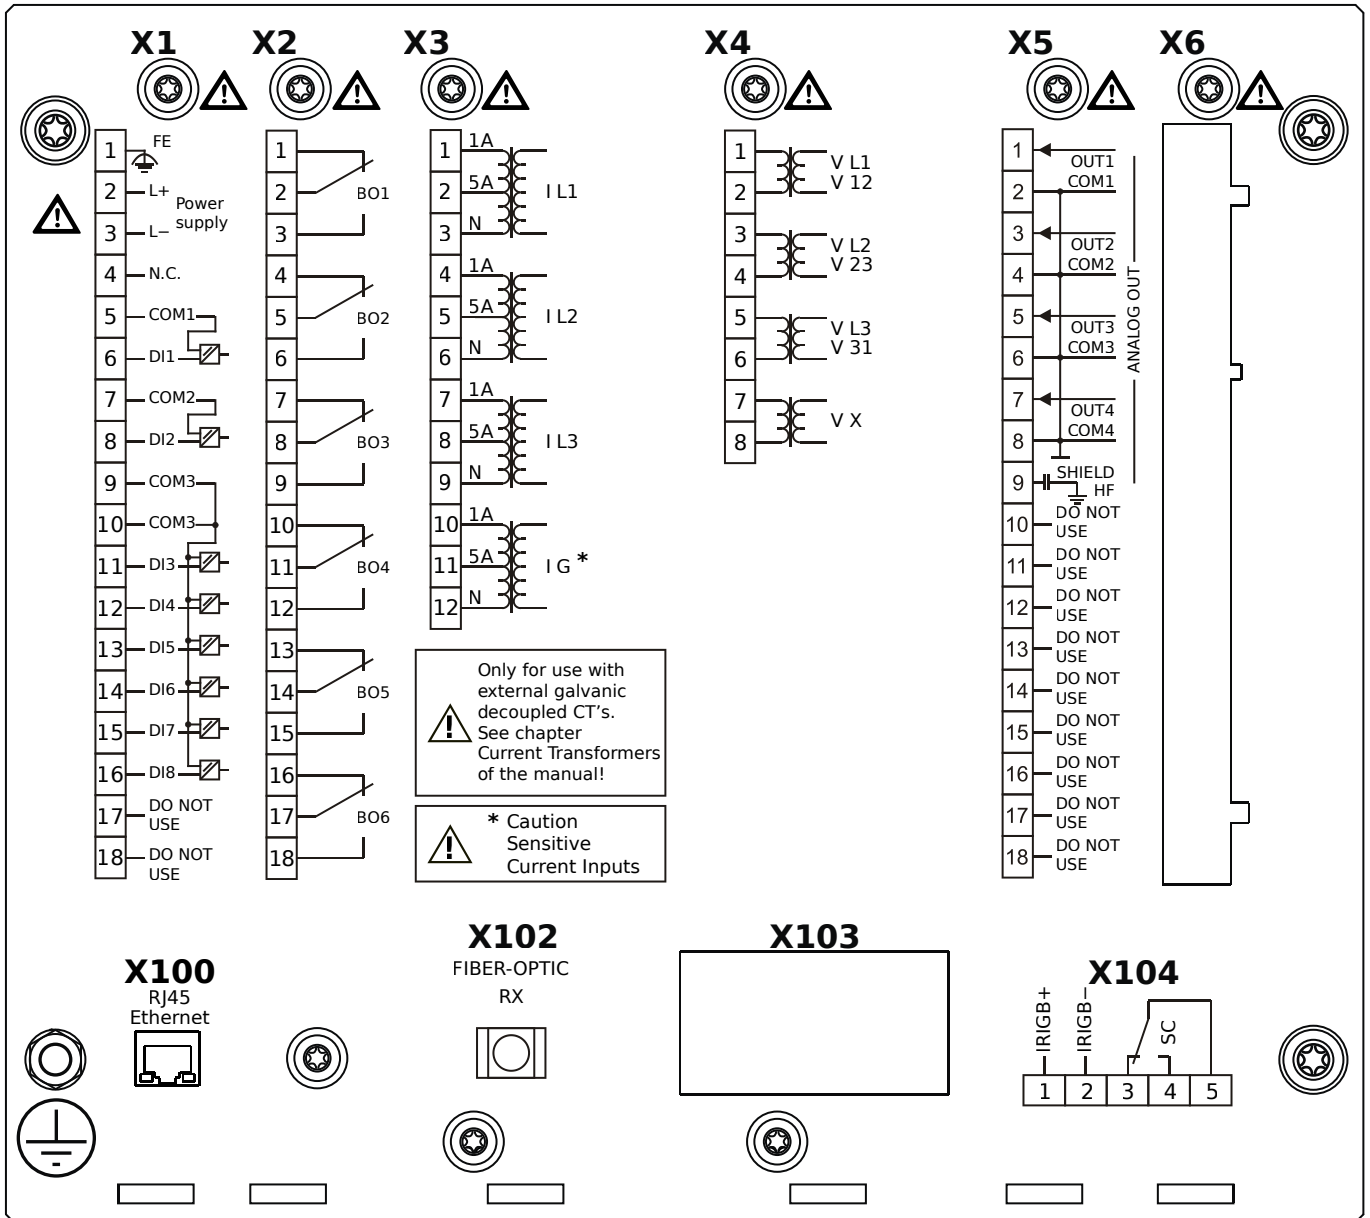 X1
1
FE
2
L+
Power
supply
3
L−
4
N.C.
5
COM1
6
DI1
7
COM2
8
DI2
9
COM3
10
COM3
11
DI3
12
DI4
13
DI5
14
DI6
15
DI7
16
DI8
17
DO NOT
USE
18
DO NOT
USE
X2
1
2
BO1
3
4
5
BO2
6
7
8
BO3
9
10
11
BO4
12
13
14
BO5
15
16
17
BO6
18
X3
1
1A
2
5A
I L1
3
N
4
1A
5
5A
I L2
6
N
7
1A
8
5A
I L3
9
N
10
1A
11
5A
I G *
12
N
!
Only for use with
external galvanic
decoupled CT's.
See chapter
Current Transformers
of the manual!
!
* Caution
Sensitive
Current Inputs
X4
1
V L1
2
V 12
3
V L2
4
V 23
5
V L3
6
V 31
7
V X
8
X5
1
OUT1
2
COM1
3
OUT2
4
COM2
5
OUT3
6
COM3
7
OUT4
8
COM4
ANALOG OUT
9
SHIELD
HF
10
DO NOT
USE
11
DO NOT
USE
12
DO NOT
USE
13
DO NOT
USE
14
DO NOT
USE
15
DO NOT
USE
16
DO NOT
USE
17
DO NOT
USE
18
DO NOT
USE
X6
!
!
!
!
!
!
!
X100
RJ45
Ethernet
X102
FIBER-OPTIC
RX
X103
X104
IRIGB+
IRIGB−
SC
1 2 3 4 5